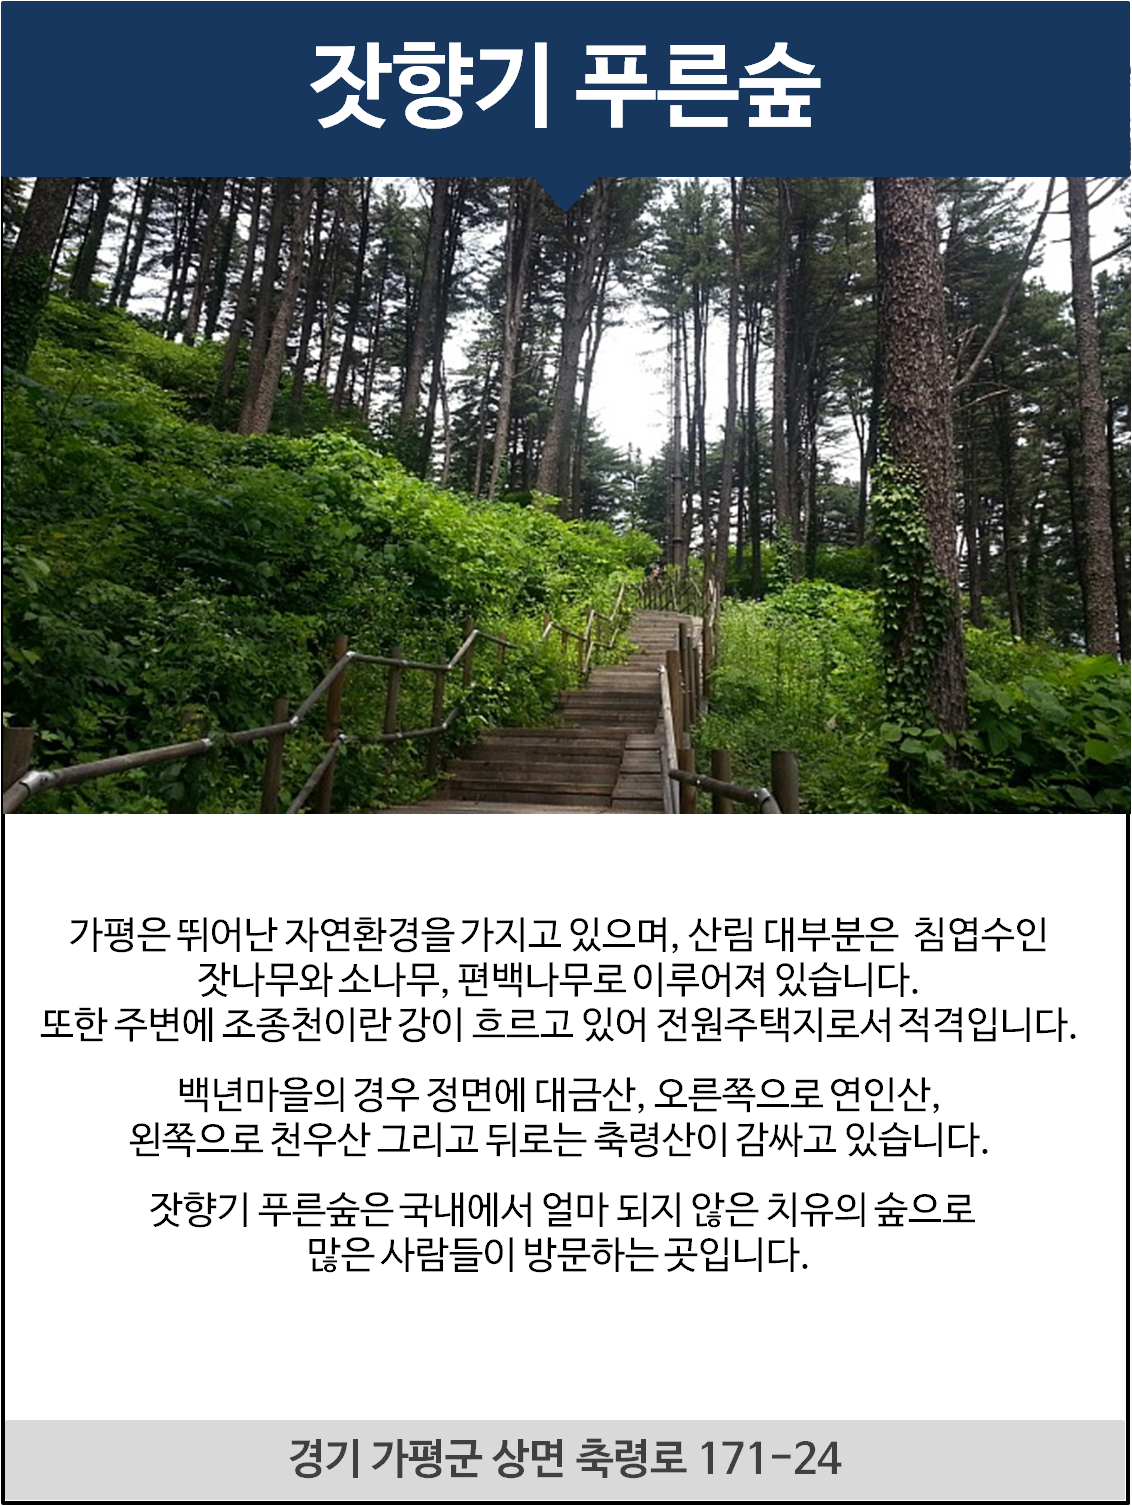 잣향기 푸른숲
가평은 뛰어난 자연환경을 가지고 있으며, 산림 대부분은 침엽수인
잣나무와 소나무, 편백나무로 이루어져 있습니다.
또한 주변에 조종천이란 강이 흐르고 있어 전원주택지로서 적격입니다.
백년마을의 경우 정면에 대금산, 오른쪽으로 연인산,
왼쪽으로 천우산 그리고 뒤로는 축령산이 감싸고 있습니다.
잣향기 푸른숲은 국내에서 얼마 되지 않은 치유의 숲으로
많은 사람들이 방문하는 곳입니다.
경기 가평군 상면 축령로 171-24